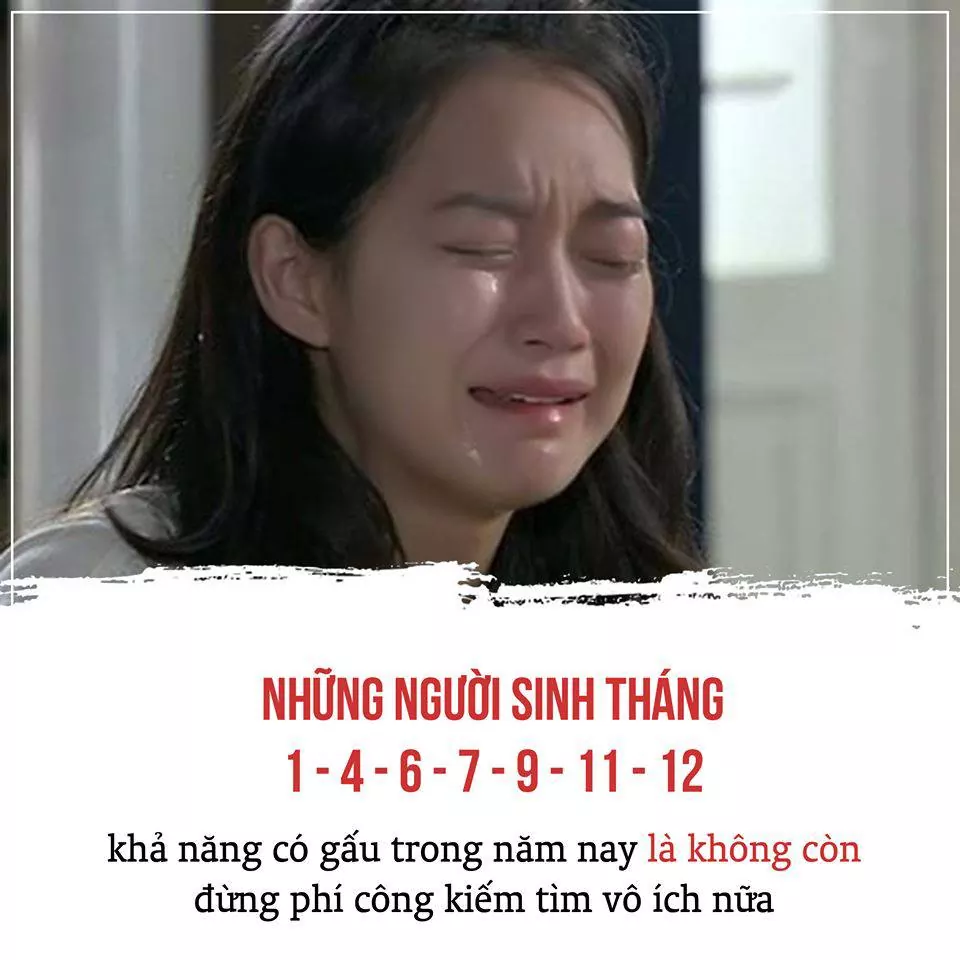 NHỮNG NGƯỜI SINH THÁNG
1 - 4 - 6 - 7 - 9 - 11 - 12
khả năng có gấu trong năm nay là không còn
đừng phí công kiếm tìm vô ích nữa